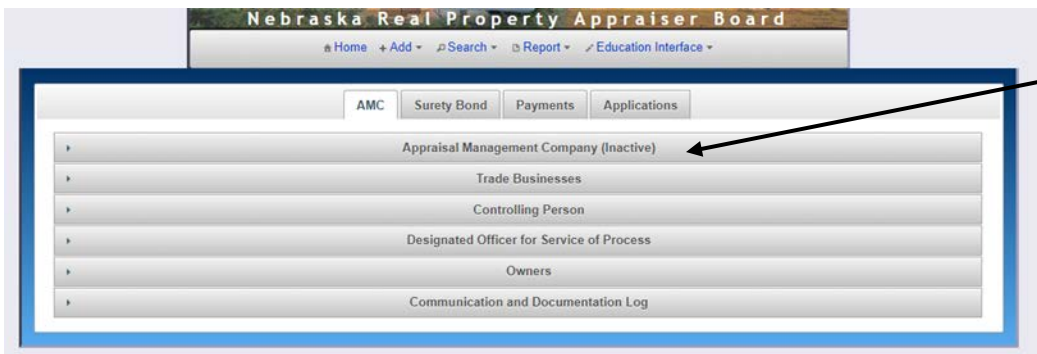 Nebraska Real Property Appraiser Board
Home + Add Search Report Education Interface
AMC Surety Bond Payments Applications
Appraisal Management Company (Inactive)
Trade Businesses
Controlling Person
Designated Officer for Service of Process
Owners
Communication and Documentation Log